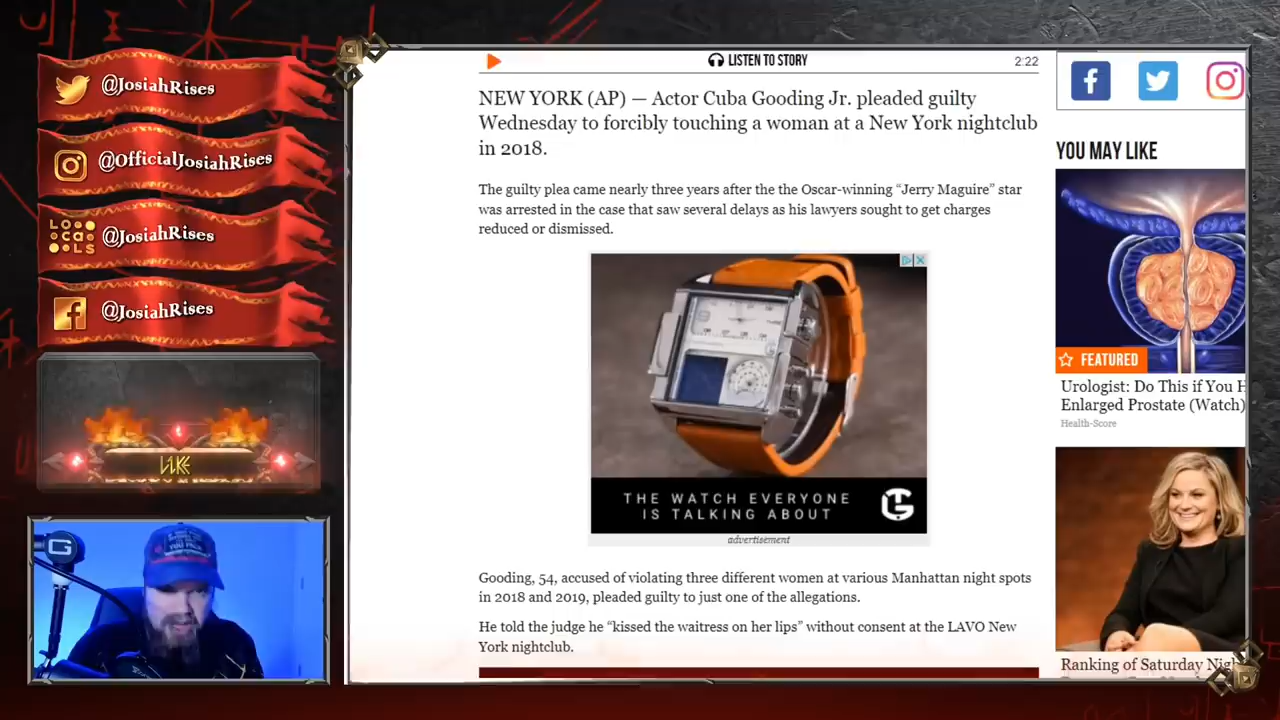 @JosiahRises
@OfficialJosiahRises
LOCALS
@JosiahRises
@JosiahRises
LIKE
LISTEN TO STORY
2:22
NEW YORK (AP) — Actor Cuba Gooding Jr. pleaded guilty
Wednesday to forcibly touching a woman at a New York nightclub
in 2018.
The guilty plea came nearly three years after the the Oscar-winning “Jerry Maguire” star
was arrested in the case that saw several delays as his lawyers sought to get charges
reduced or dismissed.
THE WATCH EVERYONE
IS TALKING ABOUT
advertisement
Gooding, 54, accused of violating three different women at various Manhattan night spots
in 2018 and 2019, pleaded guilty to just one of the allegations.
He told the judge he “kissed the waitress on her lips” without consent at the LAVO New
York nightclub.
YOU MAY LIKE
FEATURED
Urologist: Do This if You H
Enlarged Prostate (Watch)
Health-Score
Ranking of Saturday Nig